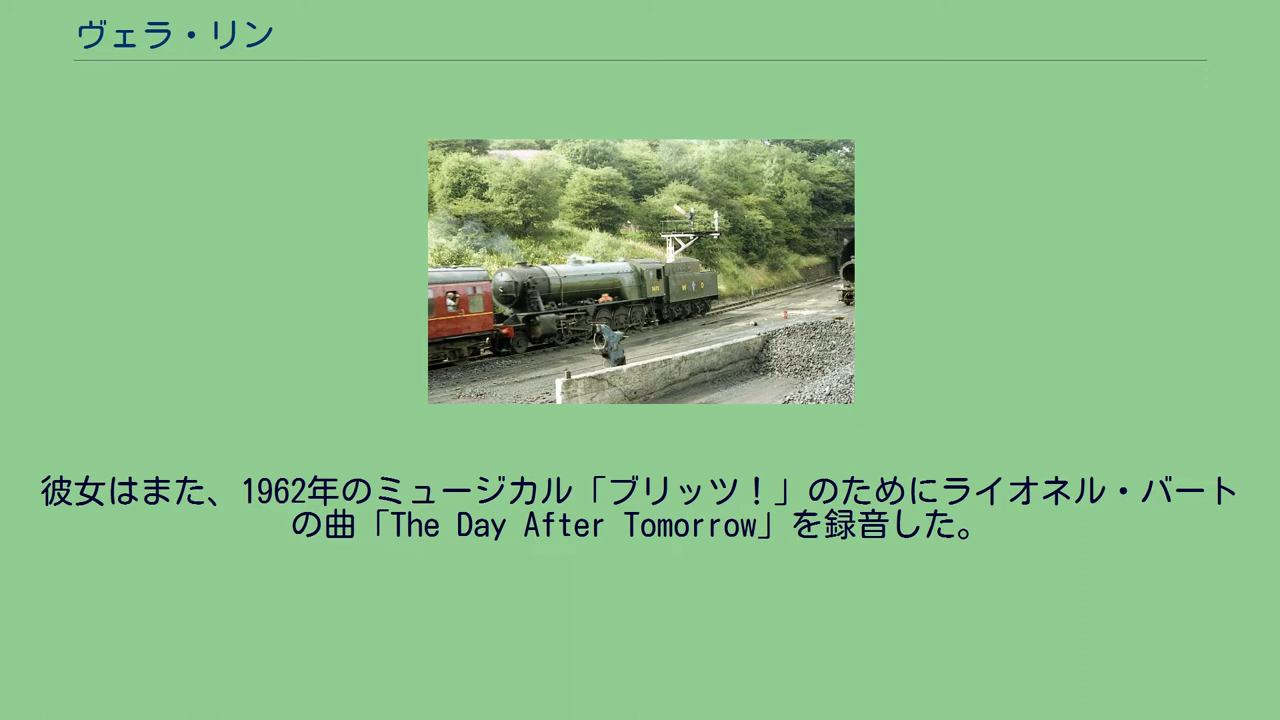 ヴェラ・リン
彼女はまた、1962年のミュージカル「ブリッツ！」のためにライオネル・バート
の曲「The Day After Tomorrow」を録音した。